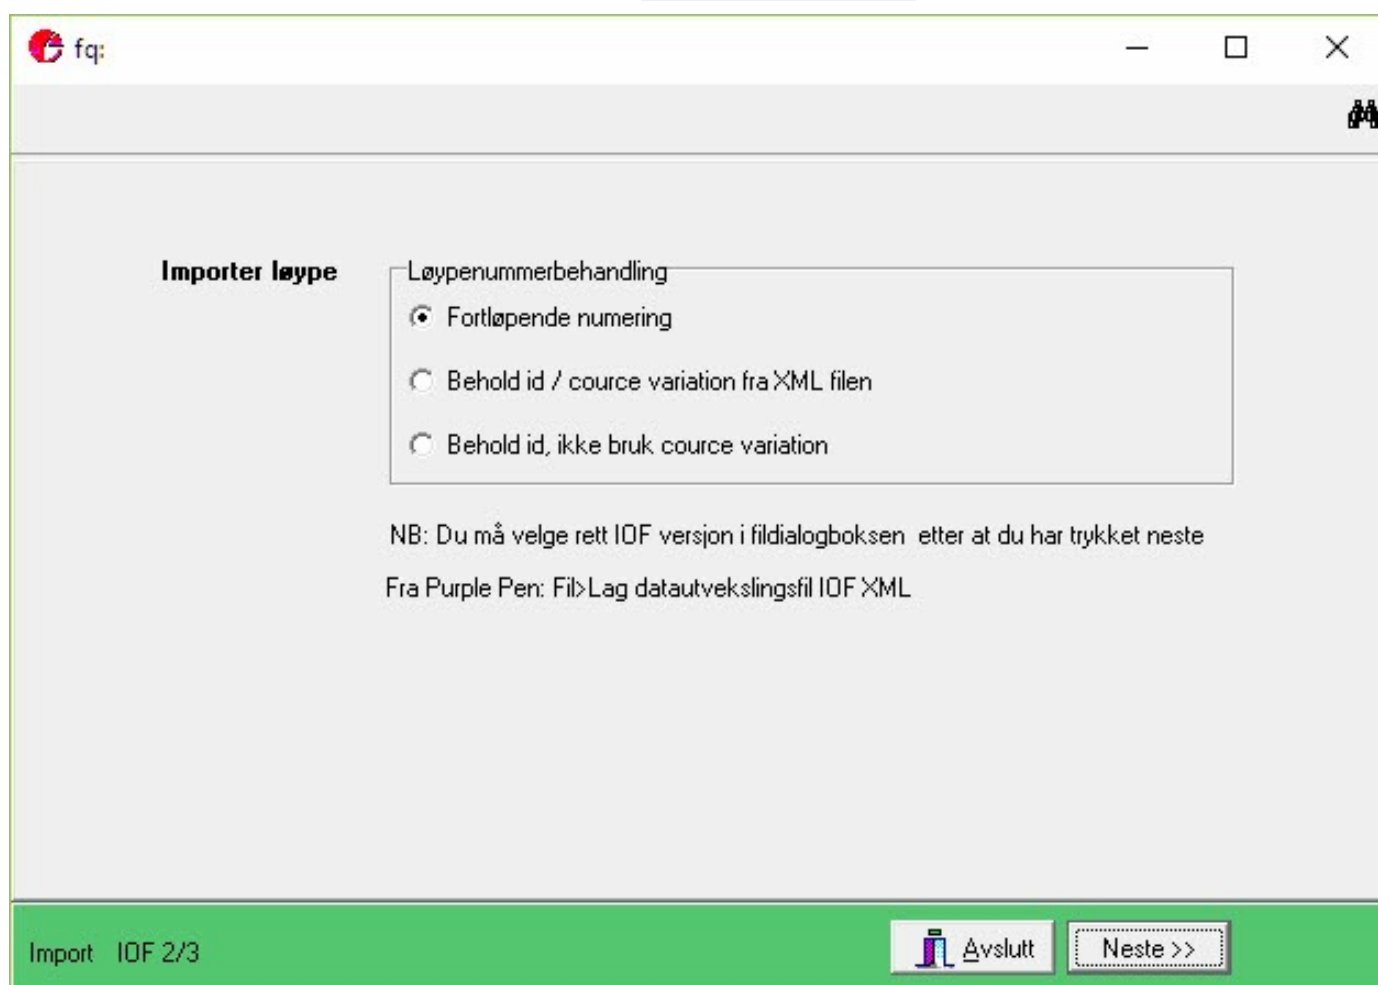 fq:
Importer løype
Løypenummerbehandling
Fortløpende numering
Behold id / cource variation fra XML filen
Behold id, ikke bruk cource variation
NB: Du må velge rett IOF versjon i fildialogboksen  etter at du har trykket neste
Fra Purple Pen: Fil>Lag datautvekslingsfil IOF XML
Import IOF 2/3
Avslutt
Neste >>